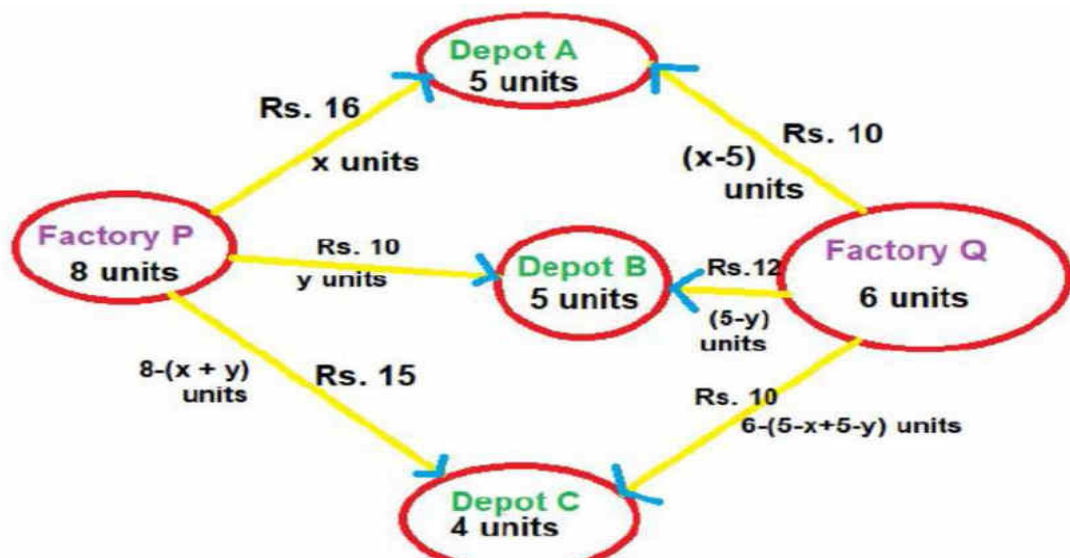 Depot A
5 units
Rs. 16
x units
Rs. 10
(x-5)
units
Factory P
8 units
Rs. 10
y units
Depot B
5 units
Rs.12
(5-y)
units
Factory Q
6 units
8-(x + y)
units
Rs. 15
Rs. 10
6-(5-x+5-y) units
Depot C
4 units